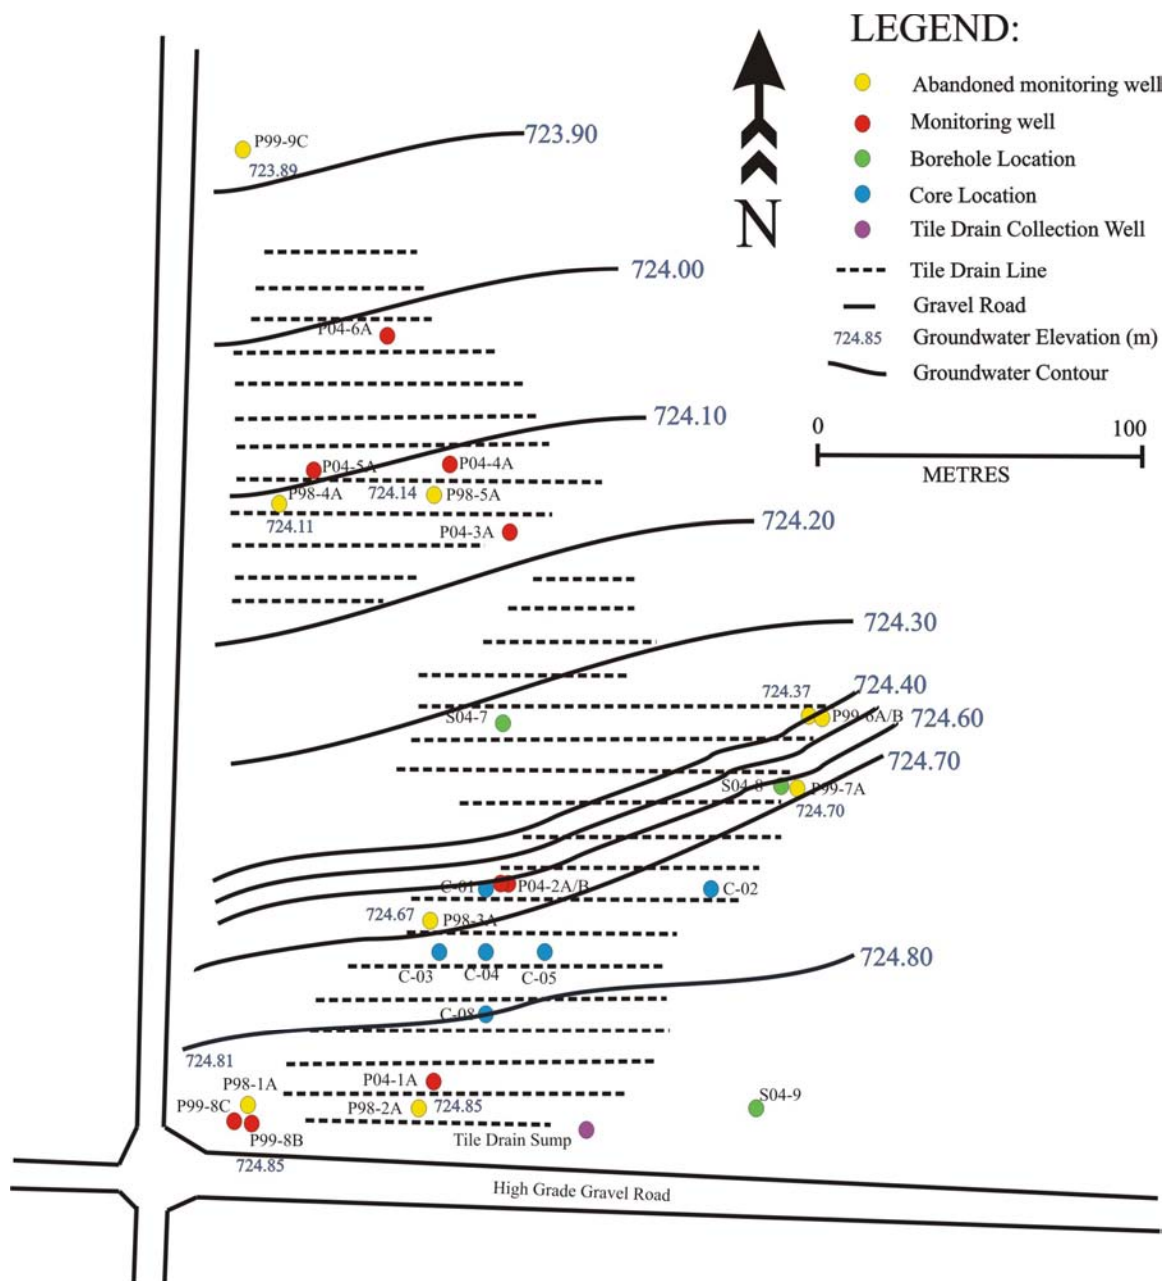 LEGEND:
Abandoned monitoring well
Monitoring well
Borehole Location
Core Location
Tile Drain Collection Well
Tile Drain Line
Gravel Road
724.85 Groundwater Elevation (m)
Groundwater Contour
N
0 100
METRES
P99-9C
723.89
723.90
724.00
P04-6A
724.10
P04-5A
P04-4A
P98-4A
724.14
P98-5A
724.11
P04-3A
724.20
724.30
724.37
724.40
S04-7
P99-6A/B
724.60
724.70
S04-8
P99-7A
724.70
C-01
P04-2A/B
C-02
724.67
P98-3A
C-03
C-04
C-05
724.80
C-08
724.81
P98-1A
P04-1A
P99-8C
P98-2A
724.85
S04-9
P99-8B
Tile Drain Sump
724.85
High Grade Gravel Road